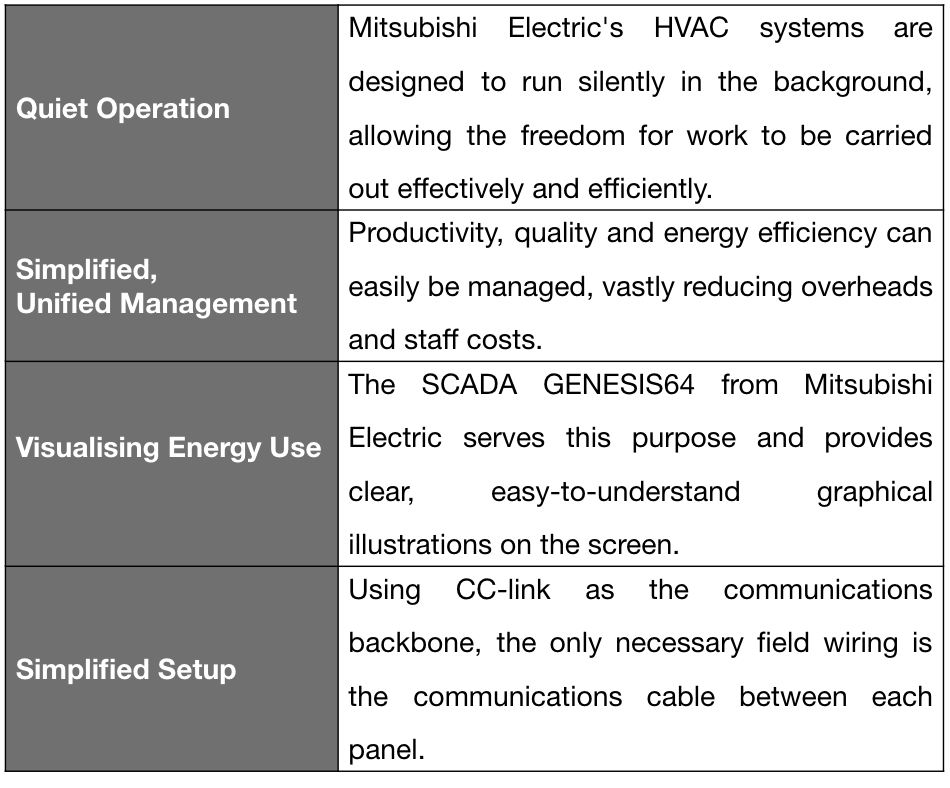 Quiet Operation
Mitsubishi Electric's HVAC systems are
designed to run silently in the background,
allowing the freedom for work to be carried
out effectively and efficiently.
Simplified,
Unified Management
Productivity, quality and energy efficiency can
easily be managed, vastly reducing overheads
and staff costs.
Visualising Energy Use
The SCADA GENESIS64 from Mitsubishi
Electric serves this purpose and provides
clear, easy-to-understand graphical
illustrations on the screen.
Simplified Setup
Using CC-link as the communications
backbone, the only necessary field wiring is
the communications cable between each
panel.